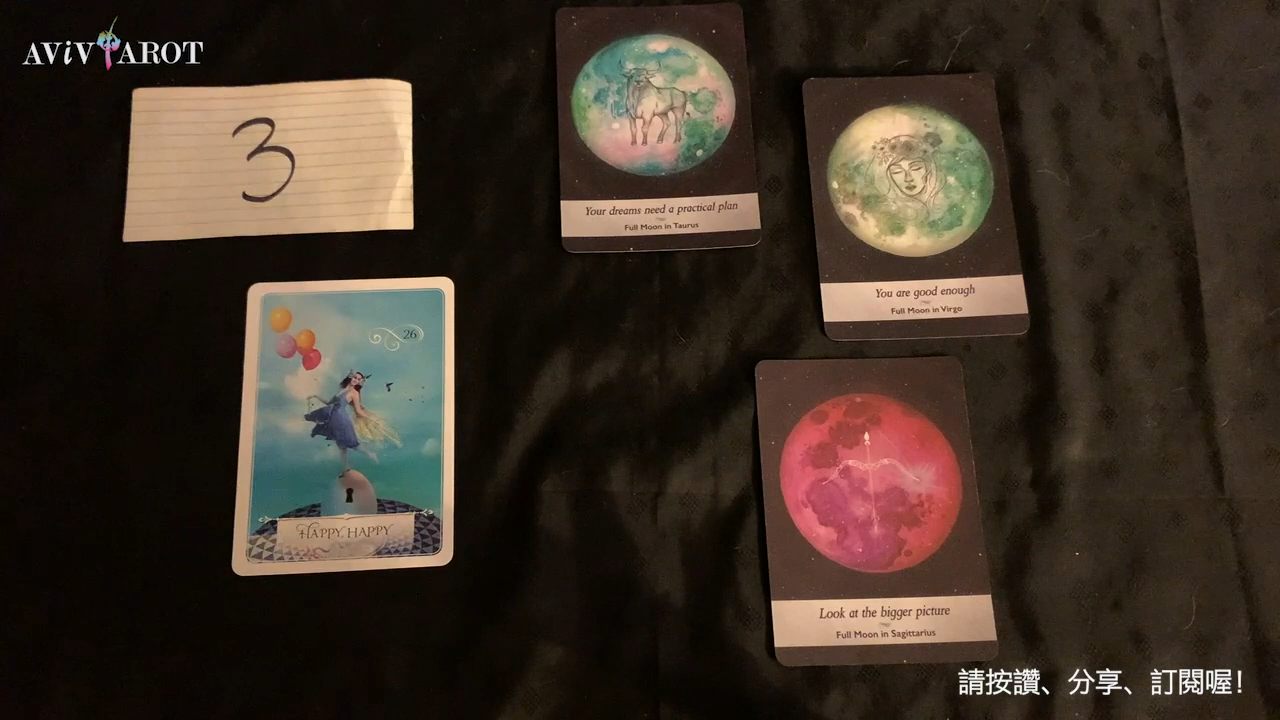 AViVTAROT
3
Your dreams need a practical plan
Full Moon in Taurus
You are good enough
Full Moon in Virgo
26
HAPPY, HAPPY
Look at the bigger picture
Full Moon in Sagittarius
請按讚、分享、訂閱喔!